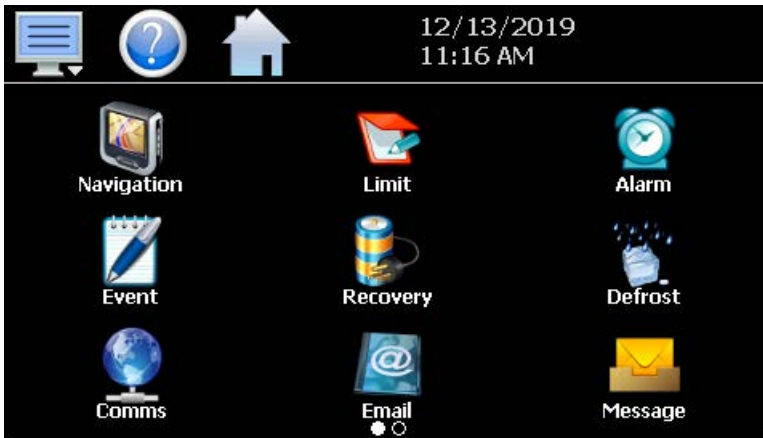 12/13/2019
11:16 AM
Navigation
Limit
Alarm
Event
Recovery
Defrost
Comms
Email
Message